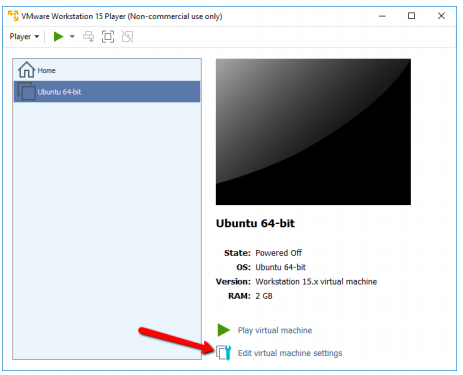 VMware Workstation 15 Player (Non-commercial use only)
Player
Home
Ubuntu 64-bit
Ubuntu 64-bit
State: Powered Off
OS: Ubuntu 64-bit
Version: Workstation 15.x virtual machine
RAM: 2 GB
Play virtual machine
Edit virtual machine settings